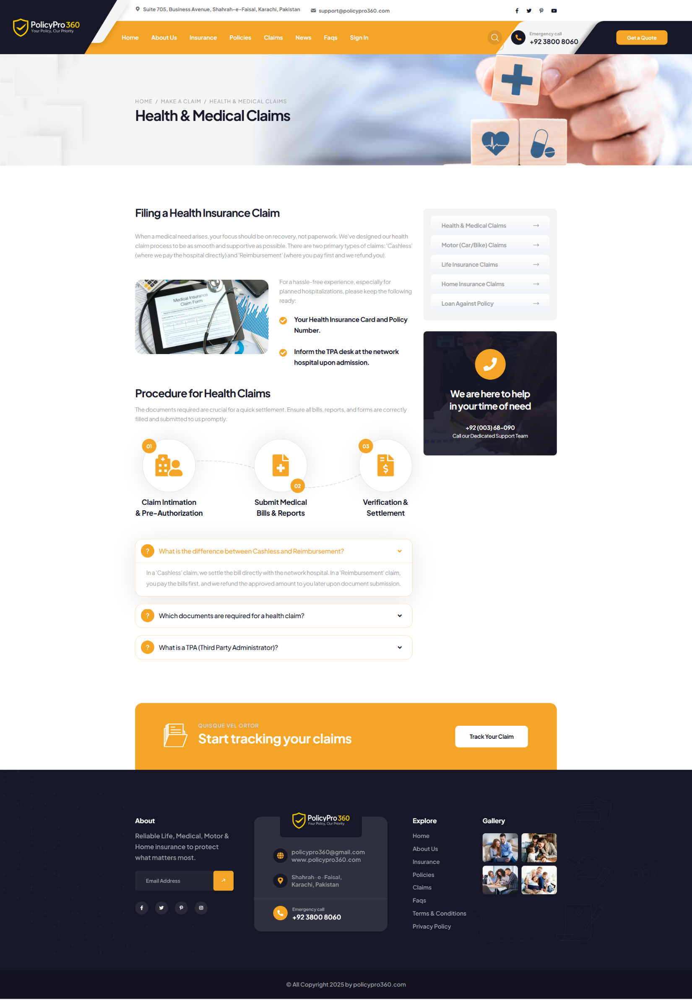 Suite 705, Business Avenue, Shahrah-e-Faisal, Karachi, Pakistan
support@policypro360.com
PolicyPro 360
Your Policy, Our Priority
Home
About Us
Insurance
Policies
Claims
News
Faqs
Sign In
Emergency call
+92 3800 8060
Get a Quote
HOME / MAKE A CLAIM / HEALTH & MEDICAL CLAIMS
Health & Medical Claims
Filing a Health Insurance Claim
When a medical need arises, your focus should be on recovery, not paperwork. We've designed our health
claim process to be as smooth and supportive as possible. There are two primary types of claims: 'Cashless'
(where we pay the hospital directly) and 'Reimbursement' (where you pay first and we refund you).
Medical Insurance
Claim Form
For a hassle-free experience, especially for
planned hospitalizations, please keep the following
ready:
Your Health Insurance Card and Policy
Number.
Inform the TPA desk at the network
hospital upon admission.
Procedure for Health Claims
The documents required are crucial for a quick settlement. Ensure all bills, reports, and forms are correctly
filled and submitted to us promptly.
01
Claim Intimation
& Pre-Authorization
02
Submit Medical
Bills & Reports
03
Verification &
Settlement
What is the difference between Cashless and Reimbursement?
In a 'Cashless' claim, we settle the bill directly with the network hospital. In a 'Reimbursement' claim,
you pay the bills first, and we refund the approved amount to you later upon document submission.
Which documents are required for a health claim?
What is a TPA (Third Party Administrator)?
Health & Medical Claims
Motor (Car/Bike) Claims
Life Insurance Claims
Home Insurance Claims
Loan Against Policy
We are here to help
in your time of need
+92 (003) 68-090
Call our Dedicated Support Team
QUISQUE VEL ORTOR
Start tracking your claims
Track Your Claim
About
Reliable Life, Medical, Motor &
Home insurance to protect
what matters most.
Email Address
PolicyPro 360
Your Policy, Our Priority
policypro360@gmail.com
www.policypro360.com
Shahrah-e-Faisal,
Karachi, Pakistan
Emergency call
+92 3800 8060
Explore
Home
About Us
Insurance
Policies
Claims
Faqs
Terms & Conditions
Privacy Policy
Gallery
© All Copyright 2025 by policypro360.com